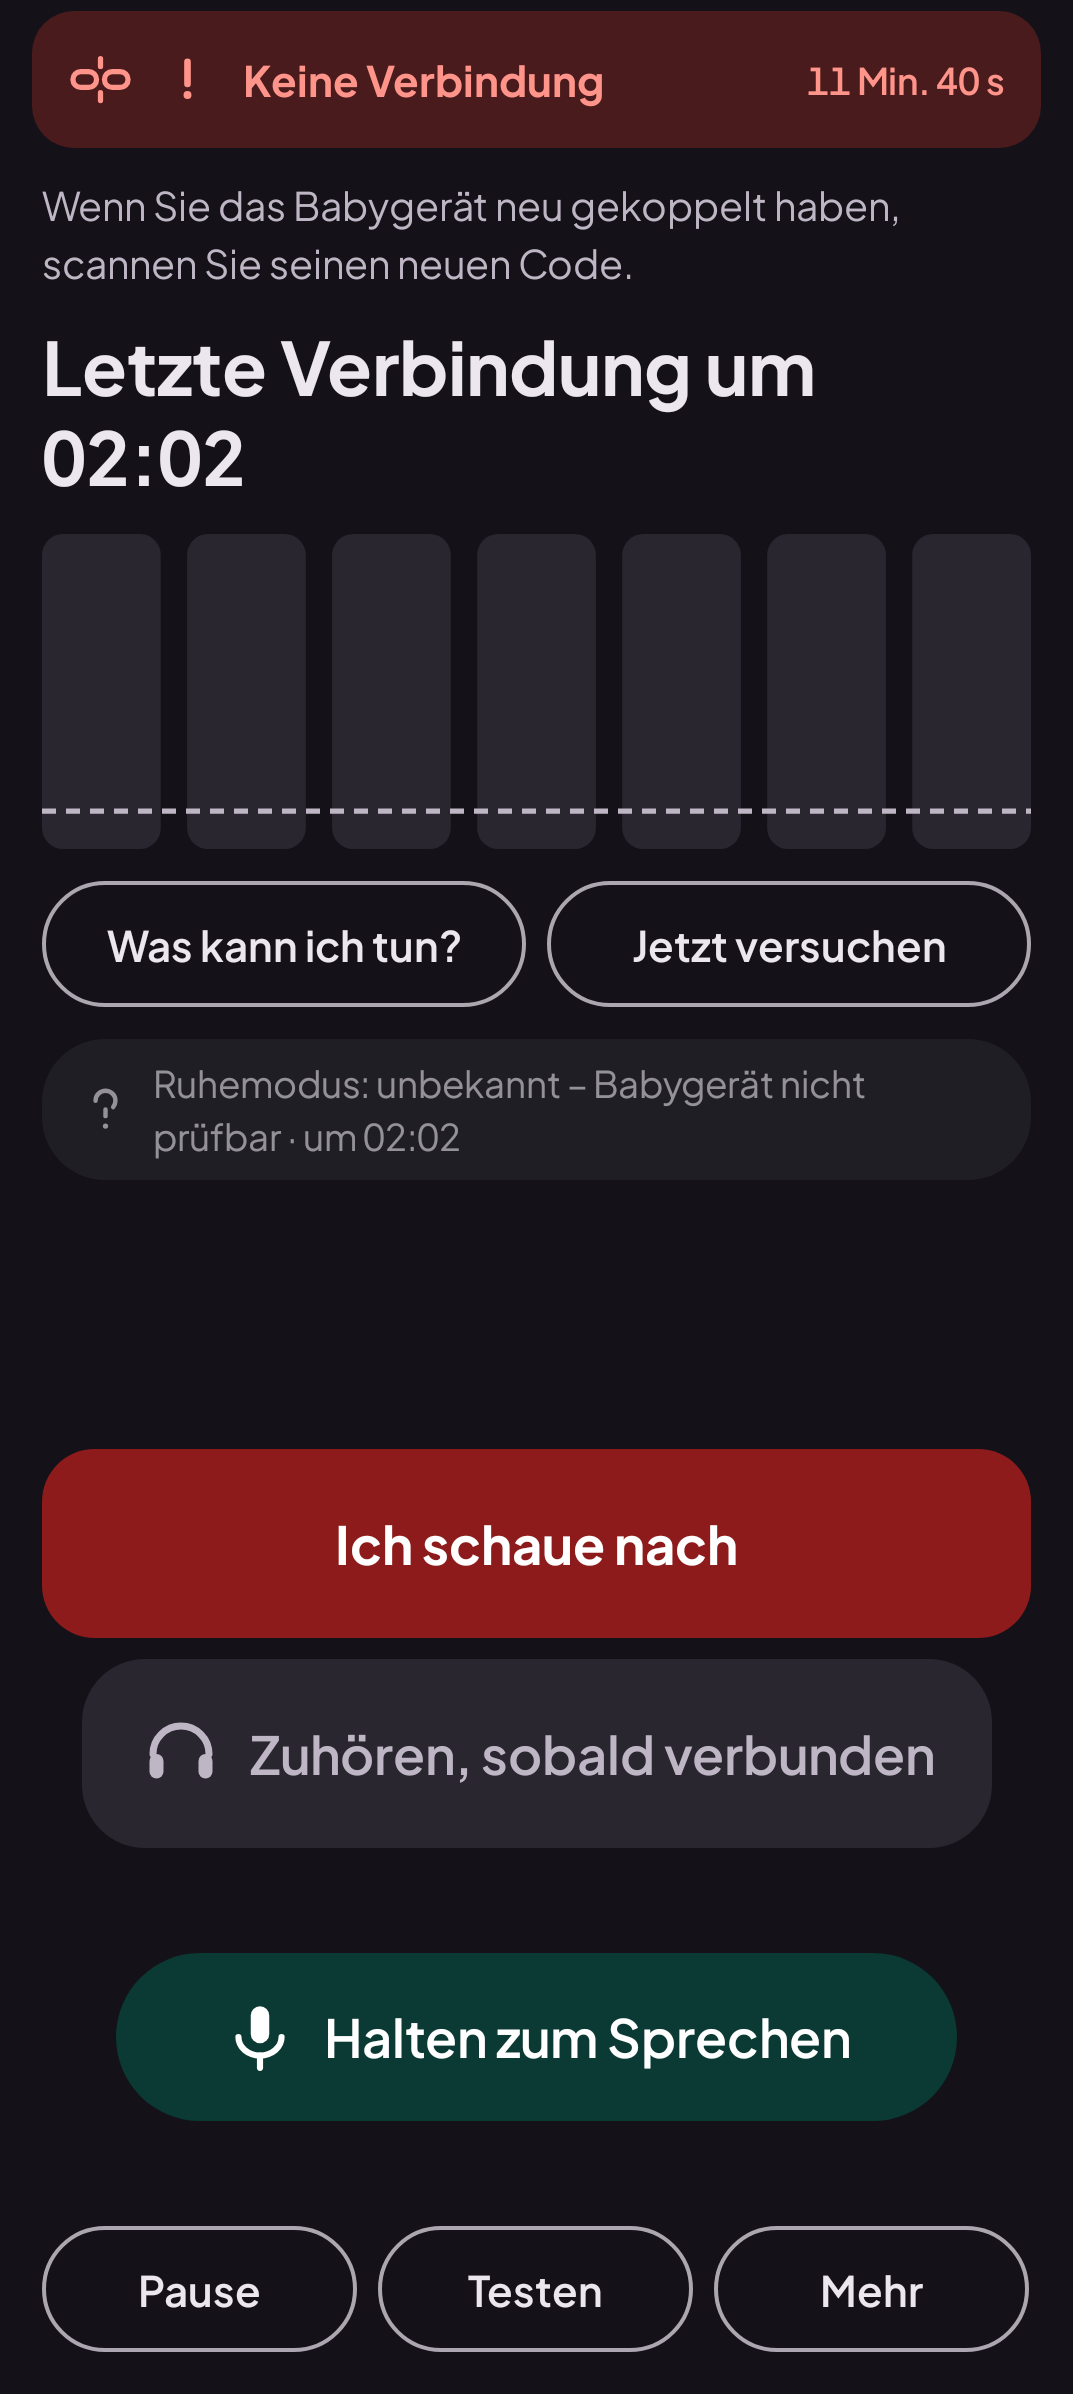 Keine Verbindung
11 Min. 40 s
Wenn Sie das Babygerät neu gekoppelt haben,
scannen Sie seinen neuen Code.
Letzte Verbindung um
02:02
Was kann ich tun?
Jetzt versuchen
Ruhemodus: unbekannt – Babygerät nicht
prüfbar · um 02:02
Ich schaue nach
Zuhören, sobald verbunden
Halten zum Sprechen
Pause
Testen
Mehr